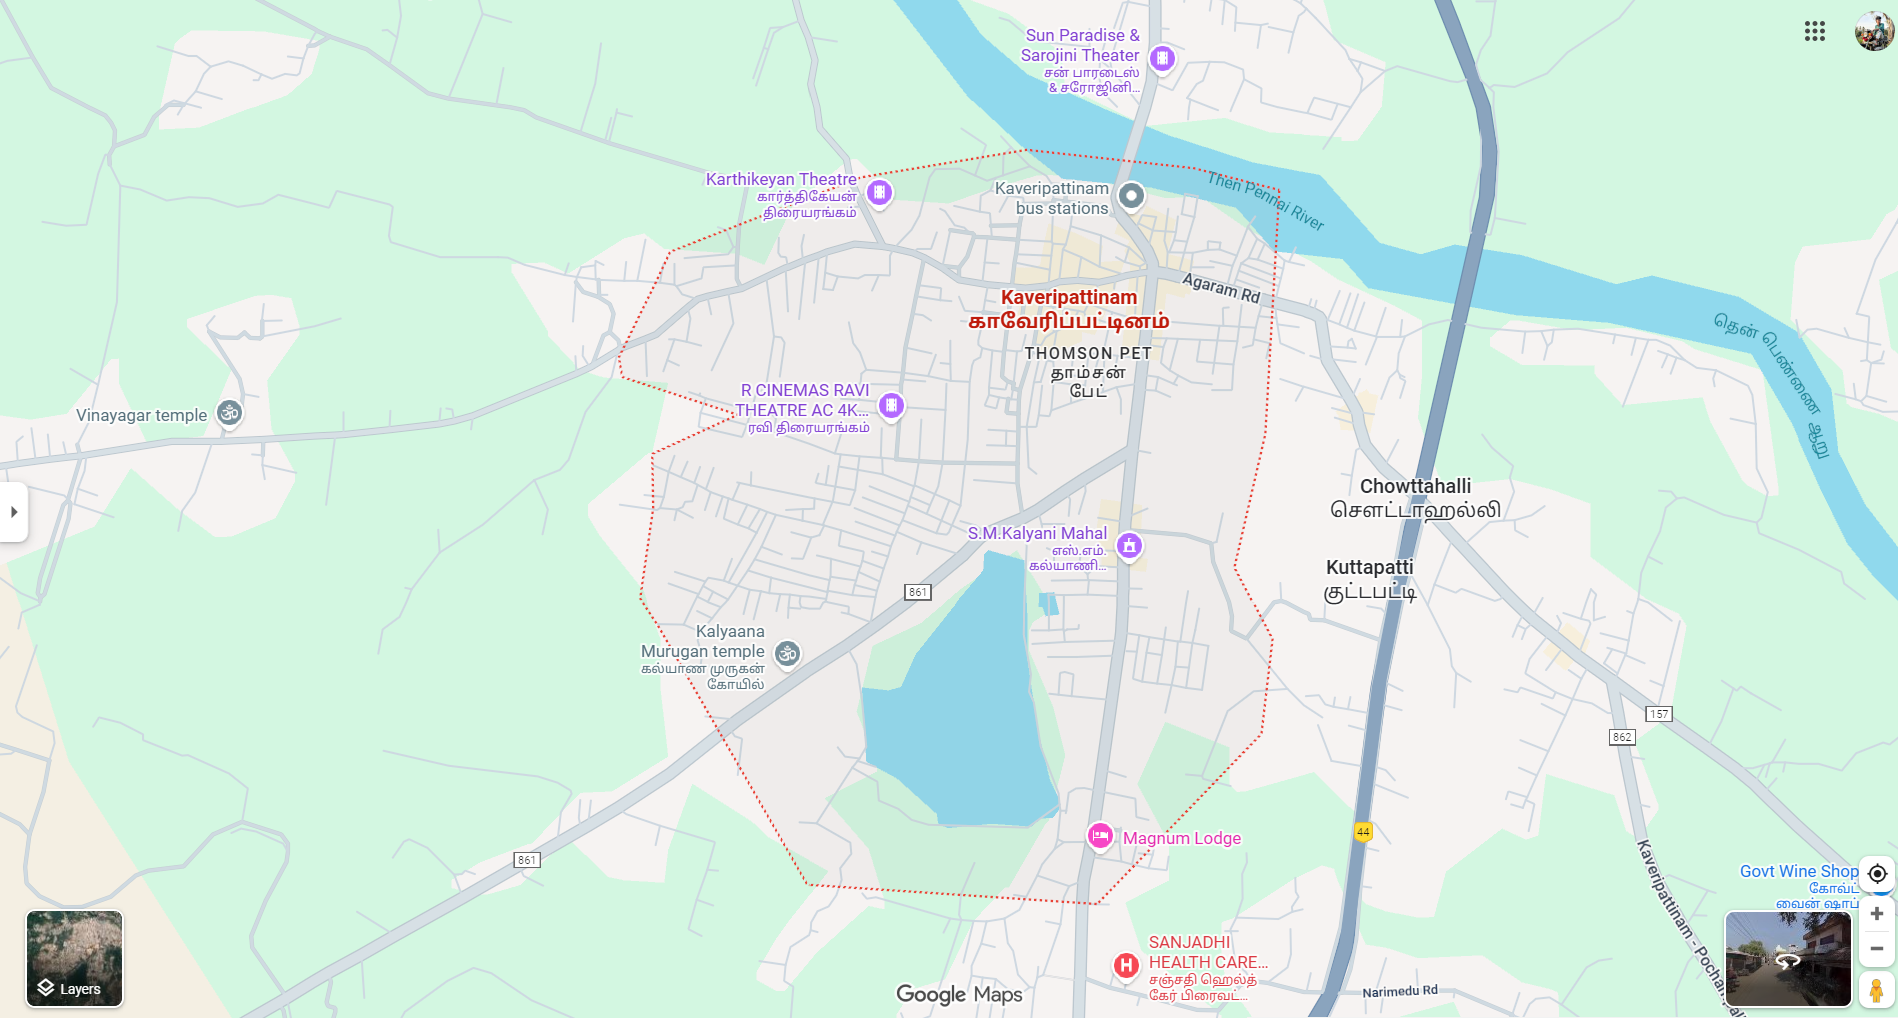 Sun Paradise &
Sarojini Theater
சன் பாரடைஸ்
& சரோஜினி...
Karthikeyan Theatre
கார்த்திகேயன்
திரையரங்கம்
Kaveripattinam
bus stations
Then Pennai River
Agaram Rd
Kaveripattinam
காவேரிப்பட்டினம்
THOMSON PET
தாம்சன்
பேட்
தென் பெண்ணை ஆறு
R CINEMAS RAVI
THEATRE AC 4K...
ரவி திரையரங்கம்
Vinayagar temple
Chowttahalli
சௌட்டாஹல்லி
S.M.Kalyani Mahal
எஸ்.எம்.
கல்யாணி...
Kuttapatti
குட்டபட்டி
861
Kalyaana
Murugan temple
கல்யாண முருகன்
கோயில்
157
862
44
Magnum Lodge
861
Kaveripattinam - Pochampalli
Govt Wine Shop
கோவ்ட்
வைன் ஷாப்
SANJADHI
HEALTH CARE...
சஞ்சதி ஹெல்த்
கேர் பிரைவட்...
Layers
Google Maps
Narimedu Rd